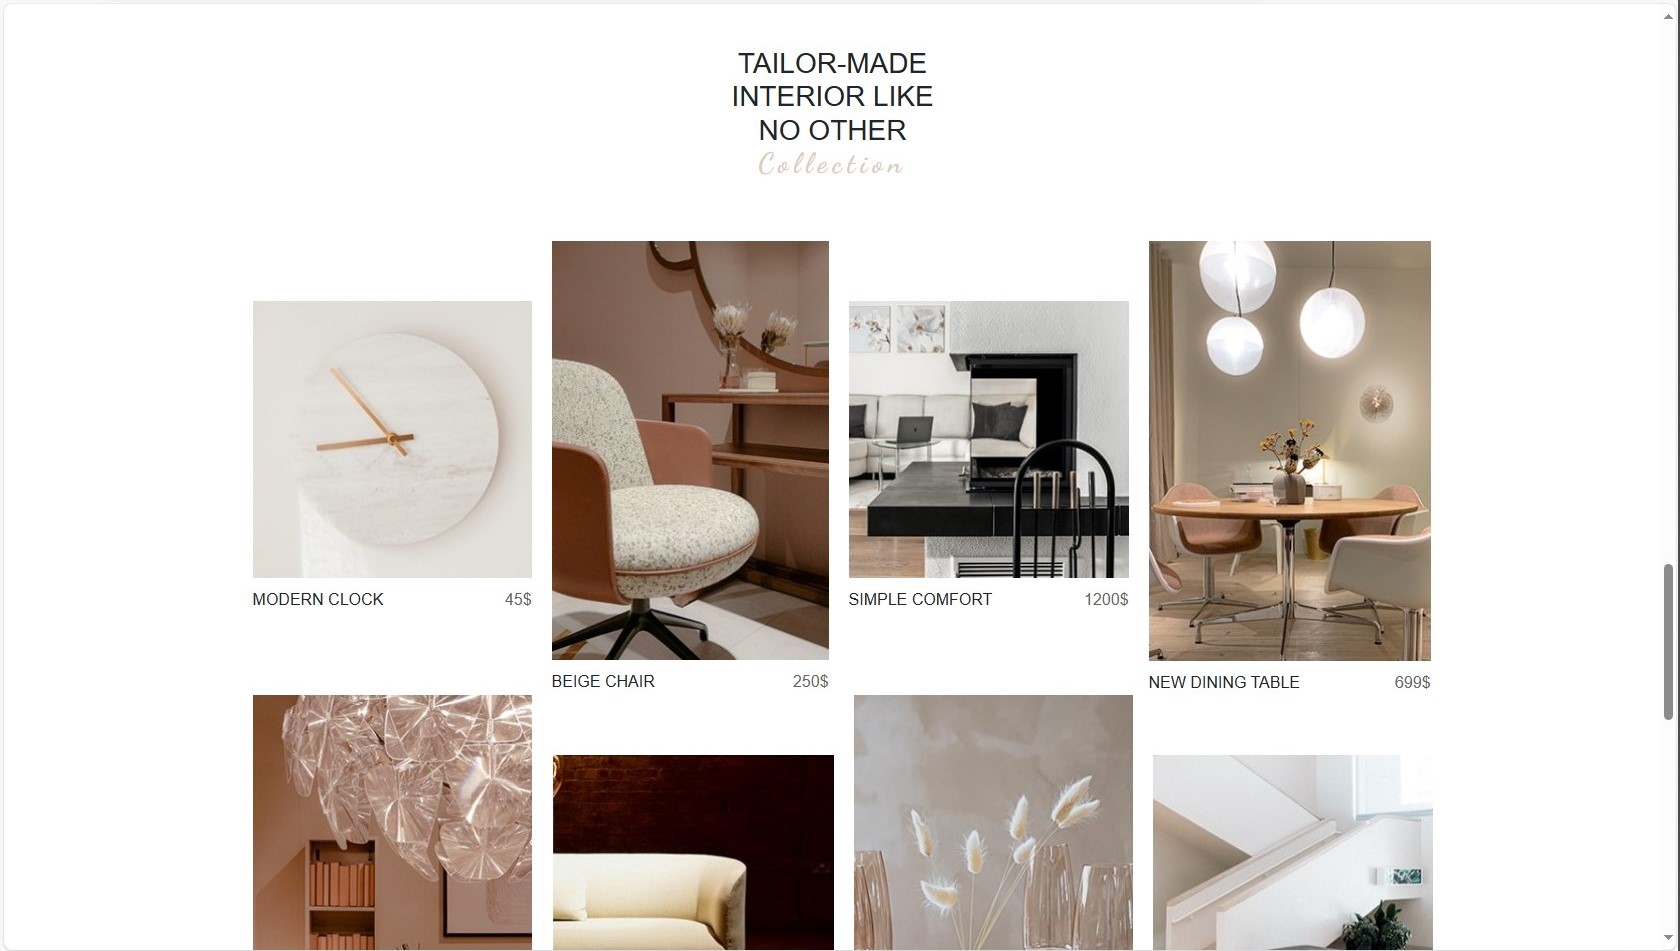 TAILOR-MADE
INTERIOR LIKE
NO OTHER
Collection
MODERN CLOCK 45$
SIMPLE COMFORT 1200$
BEIGE CHAIR 250$
NEW DINING TABLE 699$